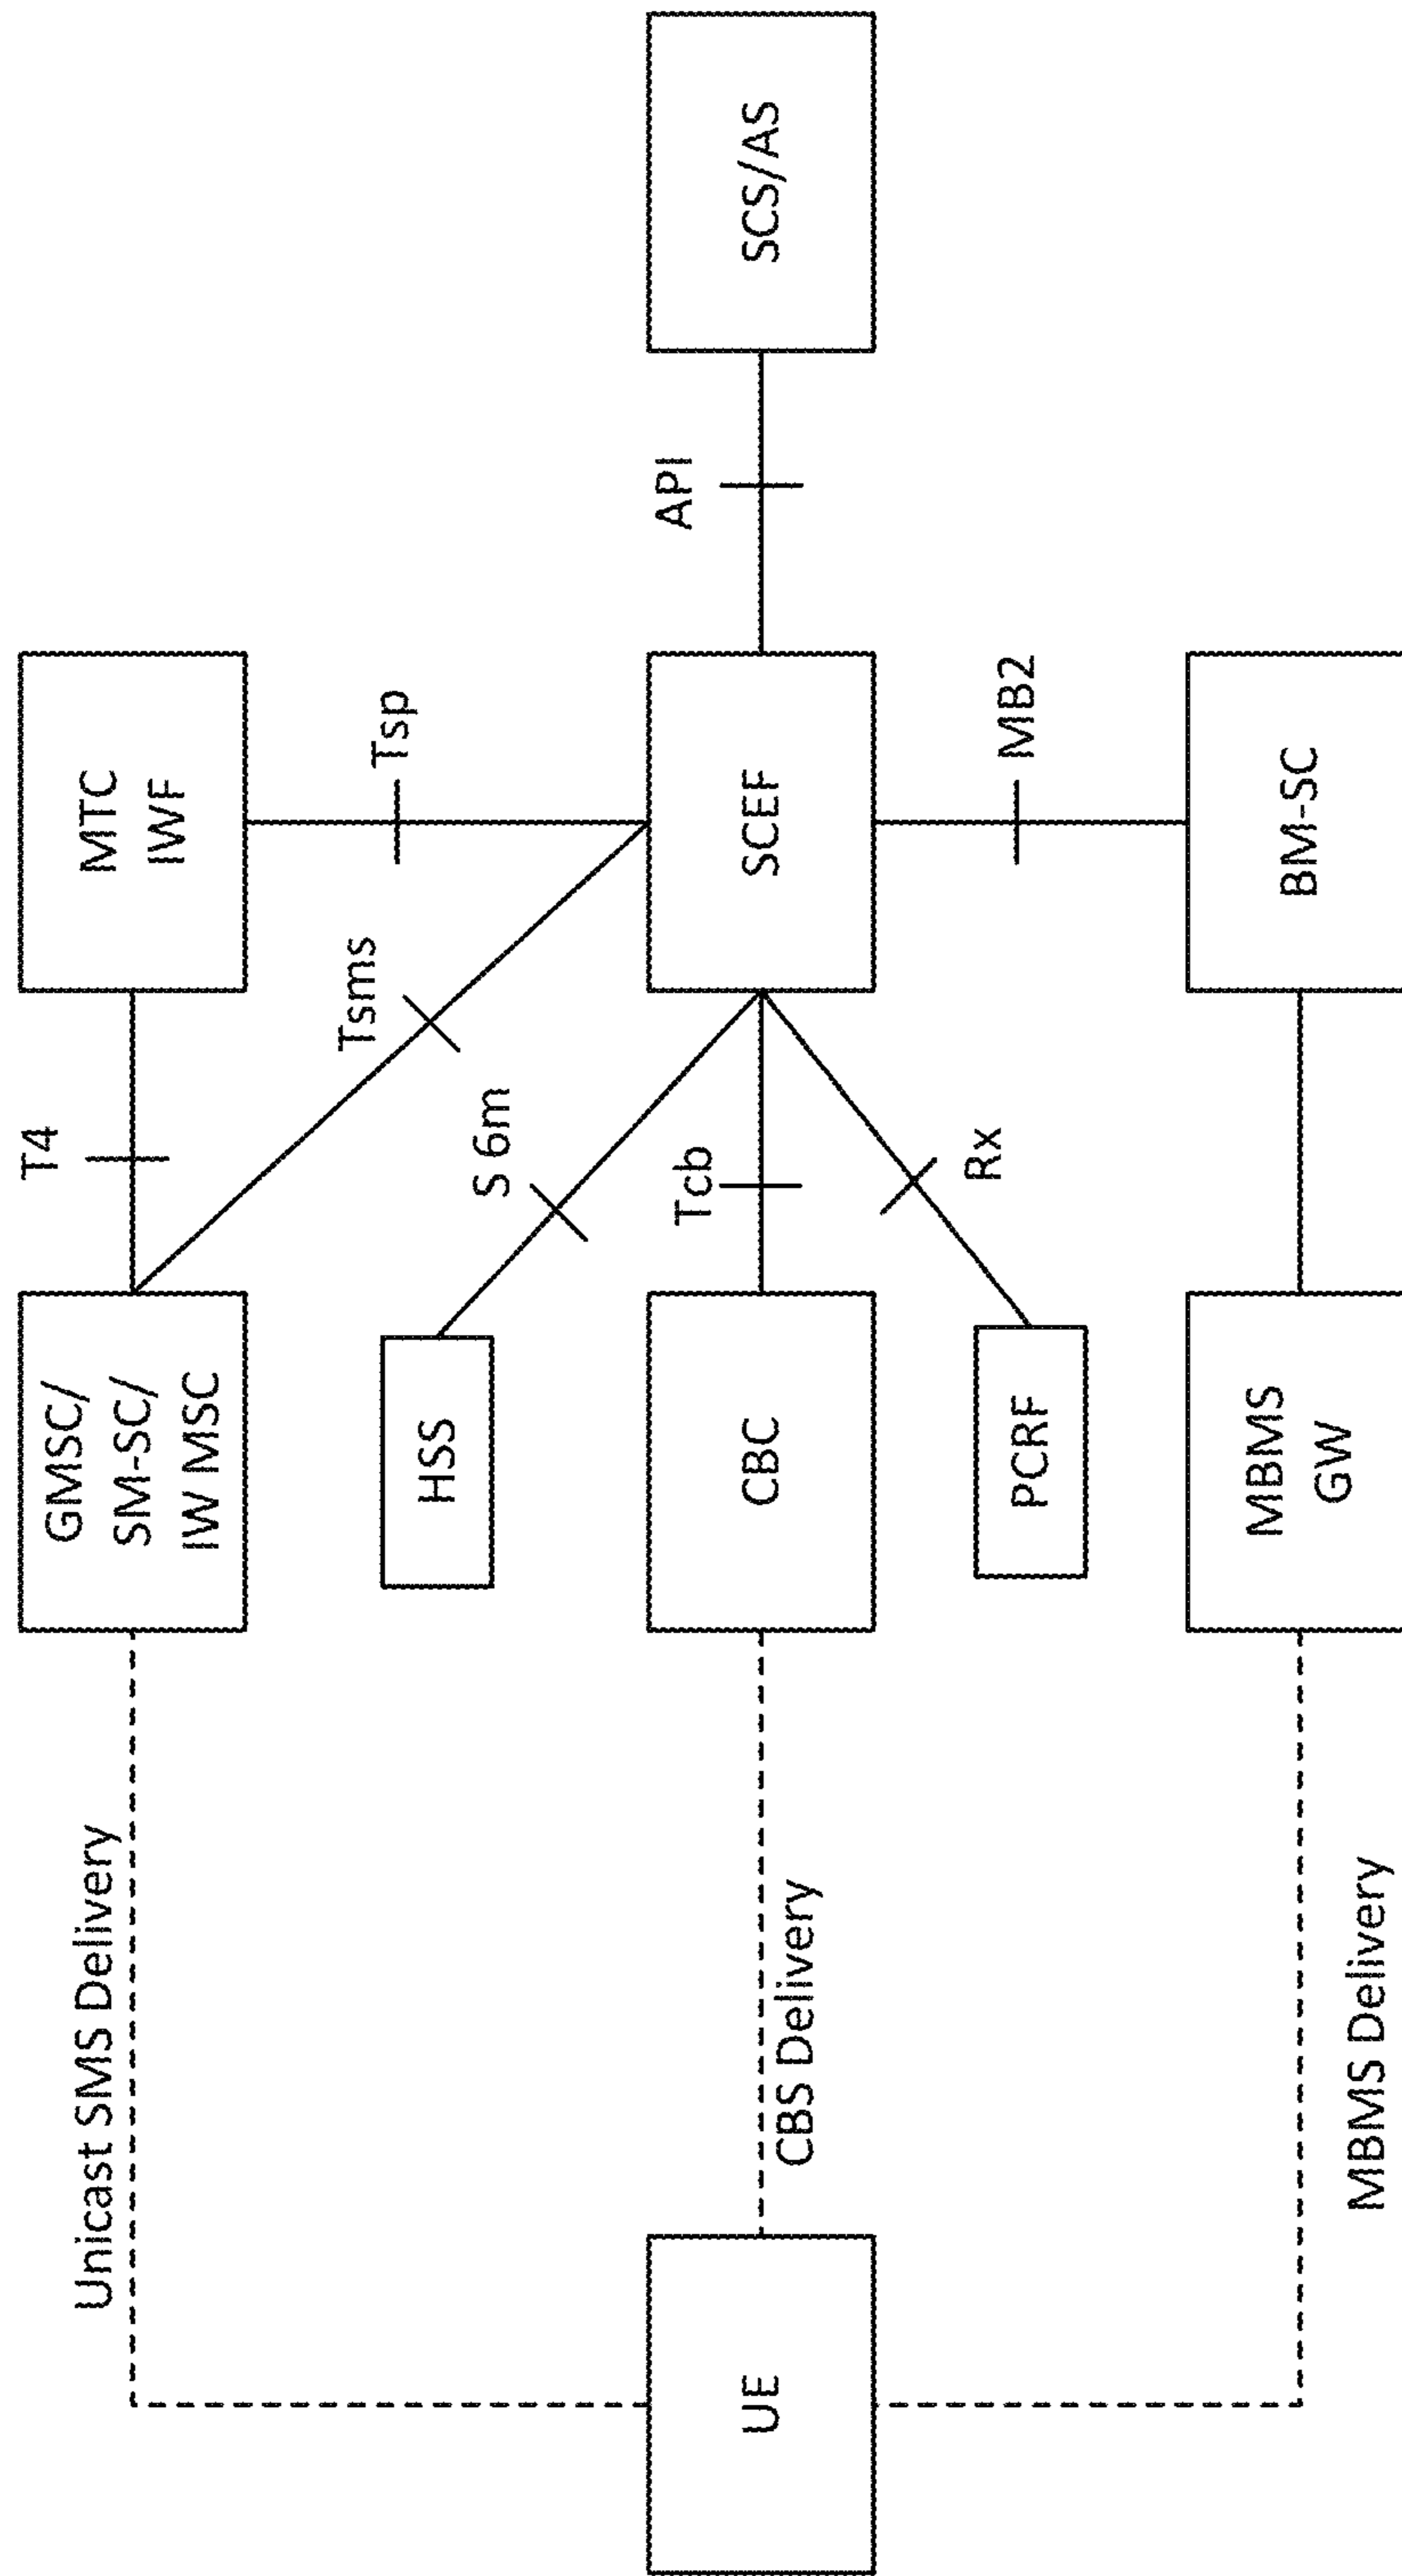 Unicast SMS Delivery
GMSC/
SM-SC/
IW MSC
T4
MTC
IWF
Tsms
Tsp
HSS
S 6m
UE
CBS Delivery
CBC
Tcb
SCEF
API
SCS/AS
PCRF
Rx
MB2
MBMS Delivery
MBMS
GW
BM-SC